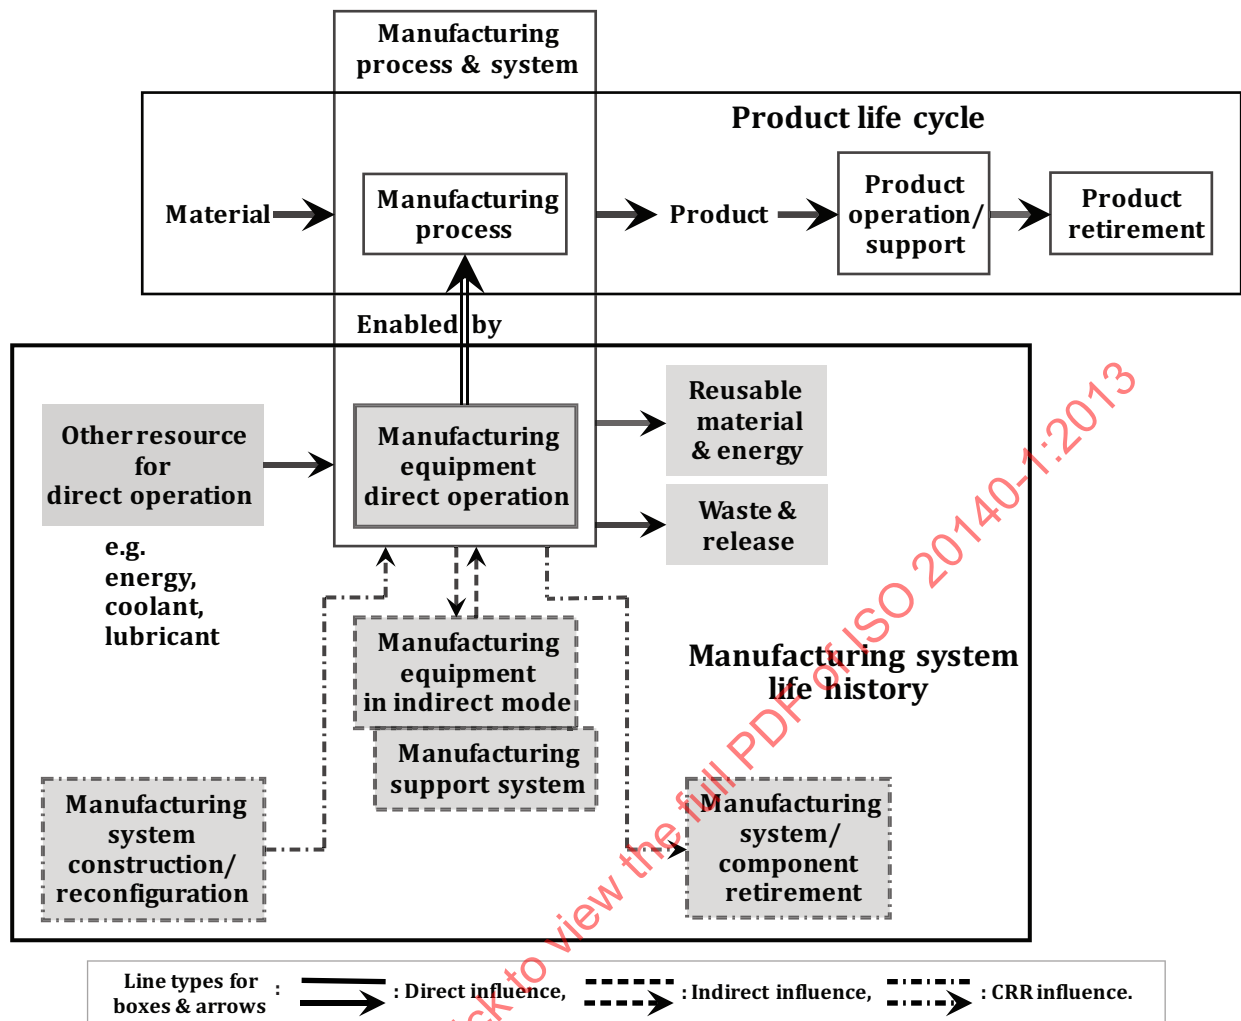 Manufacturing
process & system
Product life cycle
Material
Manufacturing
process
Product
Product
operation/
support
Product
retirement
Enabled by
Other resource
for
direct operation
e.g.
energy,
coolant,
lubricant
Manufacturing
equipment
direct operation
Reusable
material
& energy
Waste &
release
Manufacturing
equipment
in indirect mode
Manufacturing
support system
Manufacturing system
life history
Manufacturing
system
construction/
reconfiguration
Manufacturing
system/
component
retirement
Line types for
boxes & arrows
:
: Direct influence,
: Indirect influence,
: CRR influence.
to view the full PDF of ISO 20140-1:2013